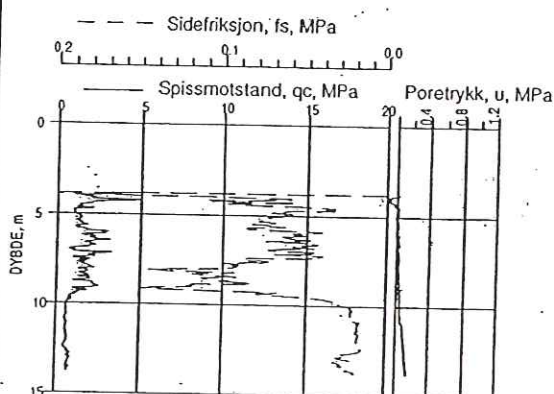 Sidefriksjon, fs, MPa
0,2 0,1 0,0
Spissmotstand, qc, MPa Poretrykk, u, MPa
0 5 10 15 20 0.4 0.8 1.2
0
5
10
15
DYBDE, m